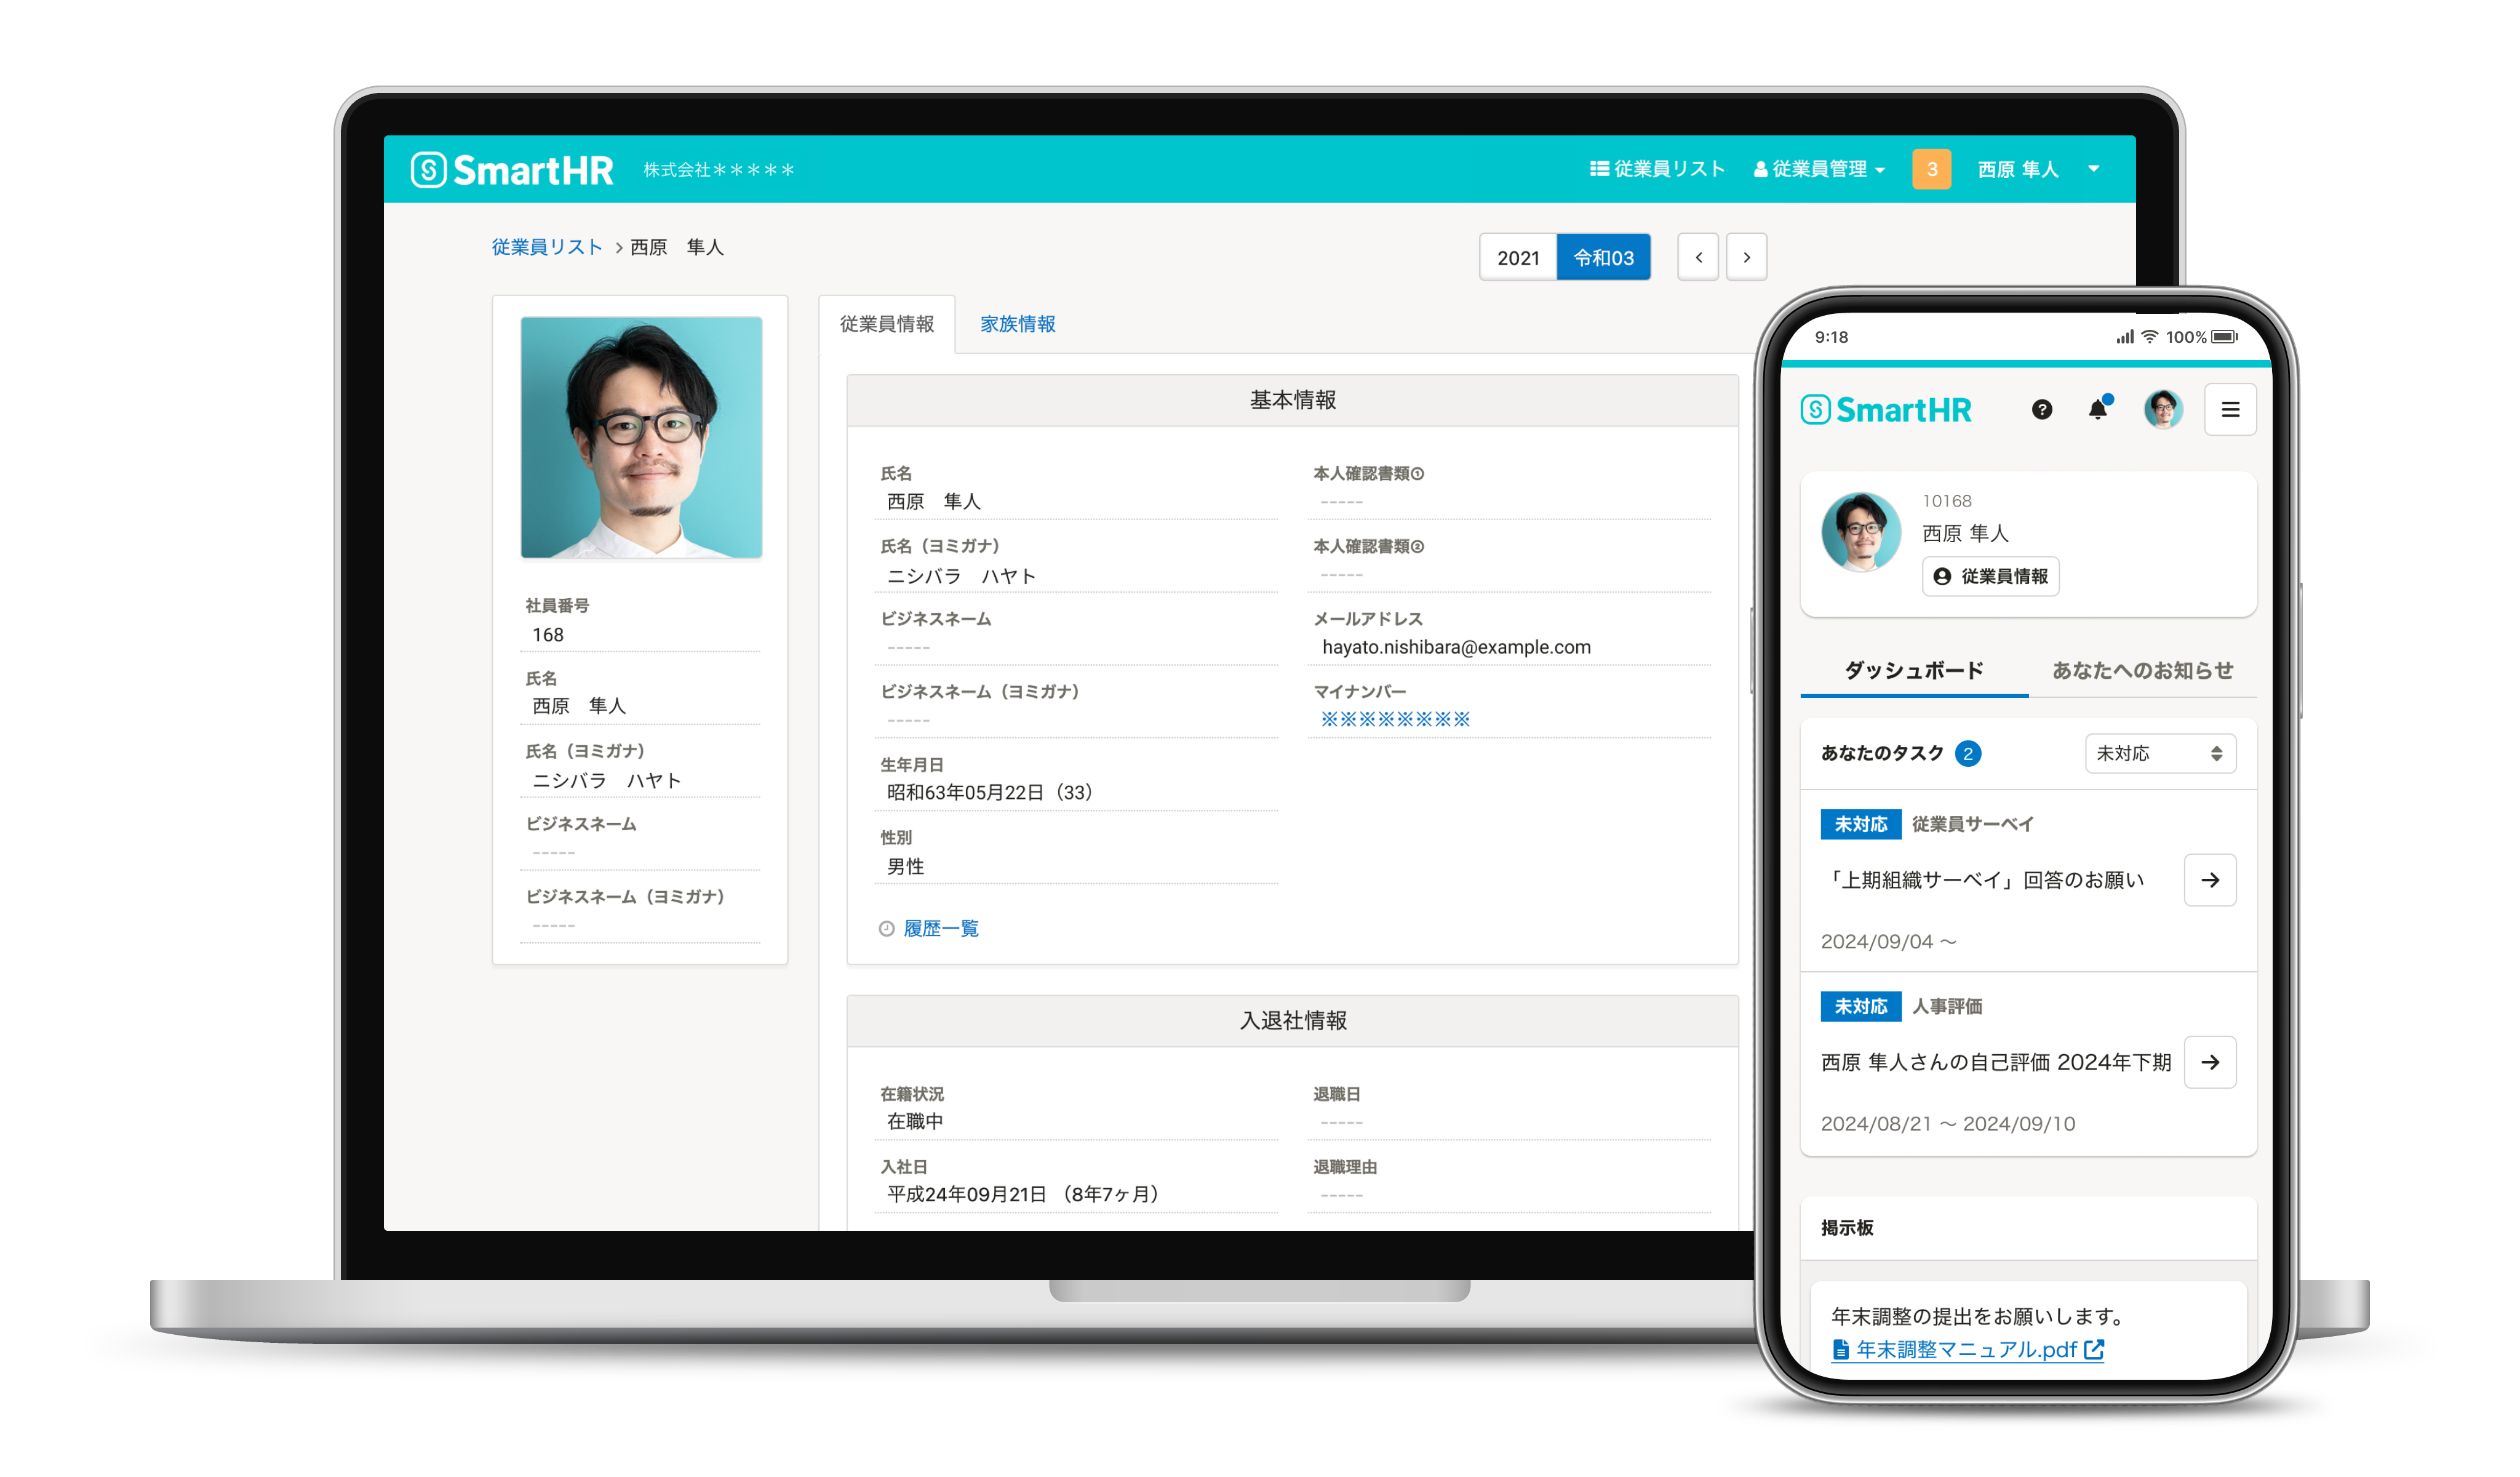 SmartHR 株式会社＊＊＊＊＊ 従業員リスト 従業員管理 3 西原 隼人
従業員リスト › 西原　隼人
2021 令和03 ‹ ›
社員番号
168
氏名
西原　隼人
氏名（ヨミガナ）
ニシバラ　ハヤト
ビジネスネーム
-----
ビジネスネーム（ヨミガナ）
-----
従業員情報 家族情報
基本情報
氏名
西原　隼人
氏名（ヨミガナ）
ニシバラ　ハヤト
ビジネスネーム
-----
ビジネスネーム（ヨミガナ）
-----
生年月日
昭和63年05月22日（33）
性別
男性
履歴一覧
本人確認書類①
-----
本人確認書類②
-----
メールアドレス
hayato.nishibara@example.com
マイナンバー
※※※※※※※※
入退社情報
在籍状況
在職中
入社日
平成24年09月21日 （8年7ヶ月）
退職日
-----
退職理由
-----
9:18 100%
SmartHR
10168
西原 隼人
従業員情報
ダッシュボード あなたへのお知らせ
あなたのタスク 2 未対応
未対応 従業員サーベイ
「上期組織サーベイ」回答のお願い
2024/09/04 ～
未対応 人事評価
西原 隼人さんの自己評価 2024年下期
2024/08/21 ～ 2024/09/10
掲示板
年末調整の提出をお願いします。
年末調整マニュアル.pdf